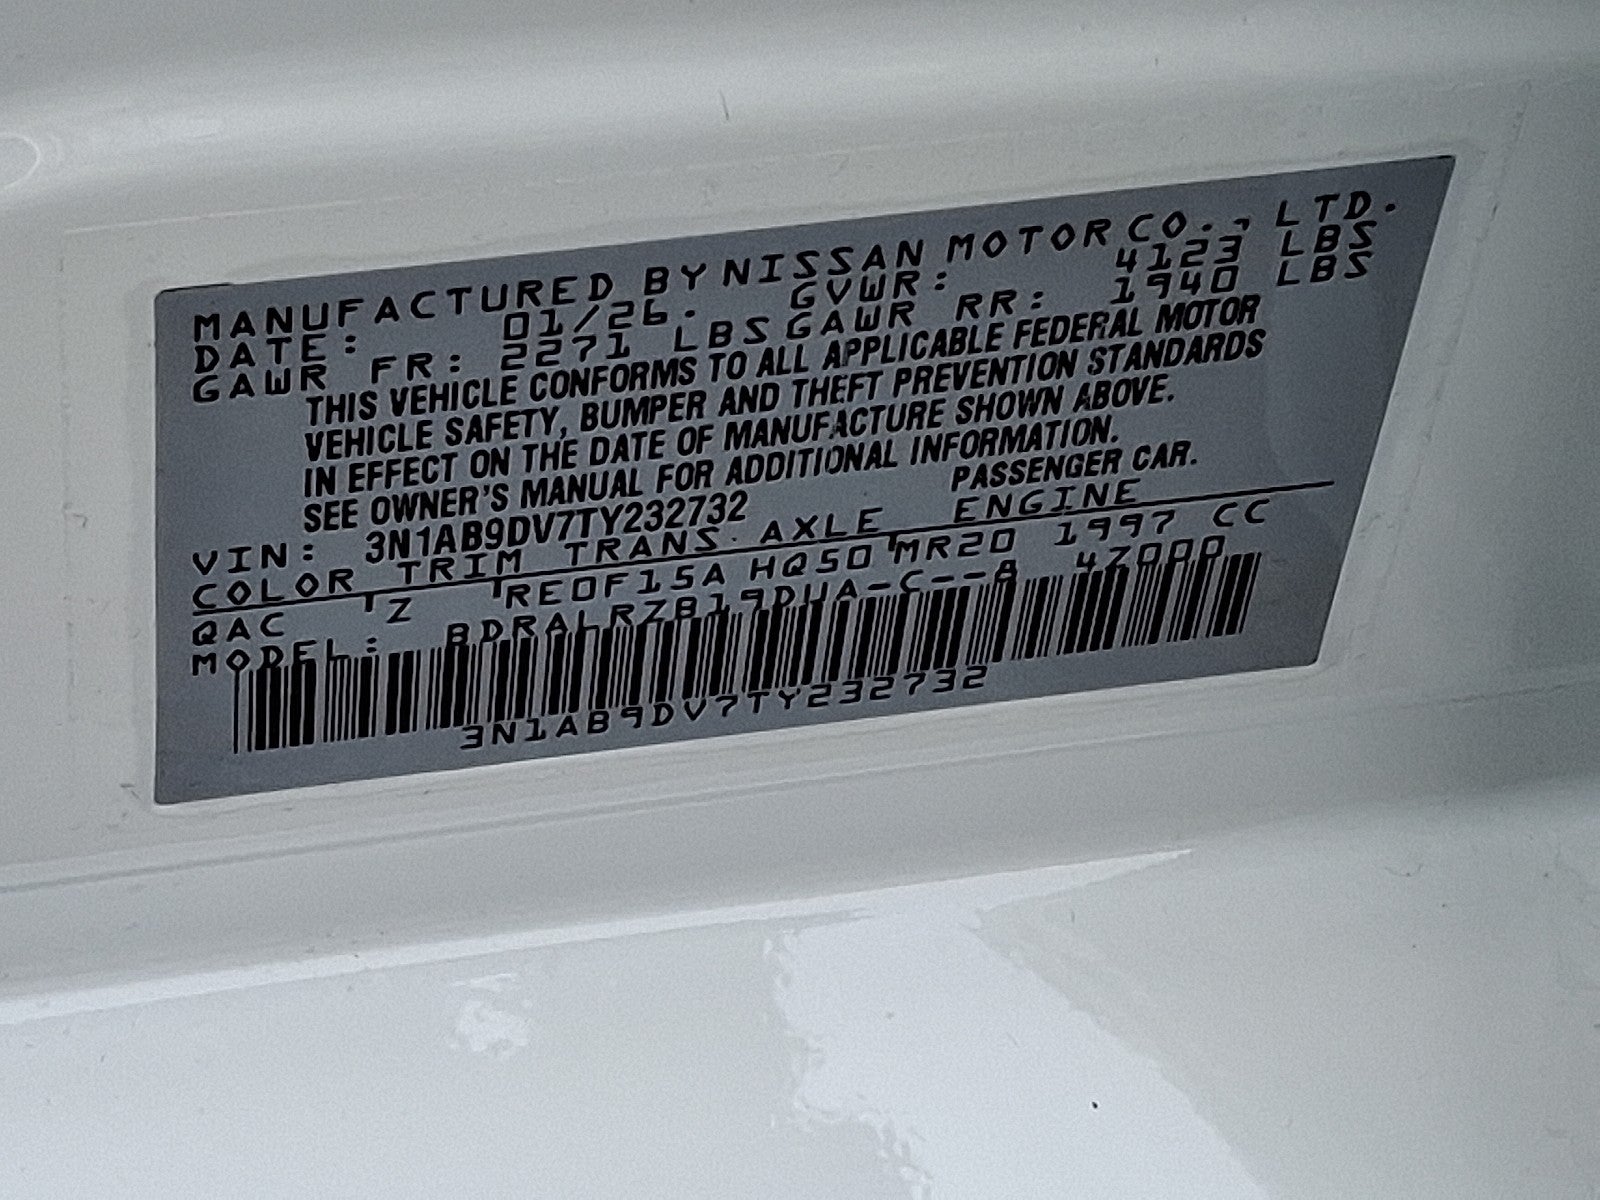 MANUFACTURED BY NISSAN MOTOR CO., LTD.
DATE: 01/26. GVWR: 4123 LBS
GAWR FR: 2271 LBS GAWR RR: 1940 LBS
THIS VEHICLE CONFORMS TO ALL APPLICABLE FEDERAL MOTOR
VEHICLE SAFETY, BUMPER AND THEFT PREVENTION STANDARDS
IN EFFECT ON THE DATE OF MANUFACTURE SHOWN ABOVE.
SEE OWNER'S MANUAL FOR ADDITIONAL INFORMATION.
VIN: 3N1AB9DV7TY232732 PASSENGER CAR.
COLOR TRIM TRANS. AXLE ENGINE
QAC Z RE0F15A HQ50 MR20 1997 CC
MODEL: BDRALRZB19DUA-C--A 4Z000
3N1AB9DV7TY232732